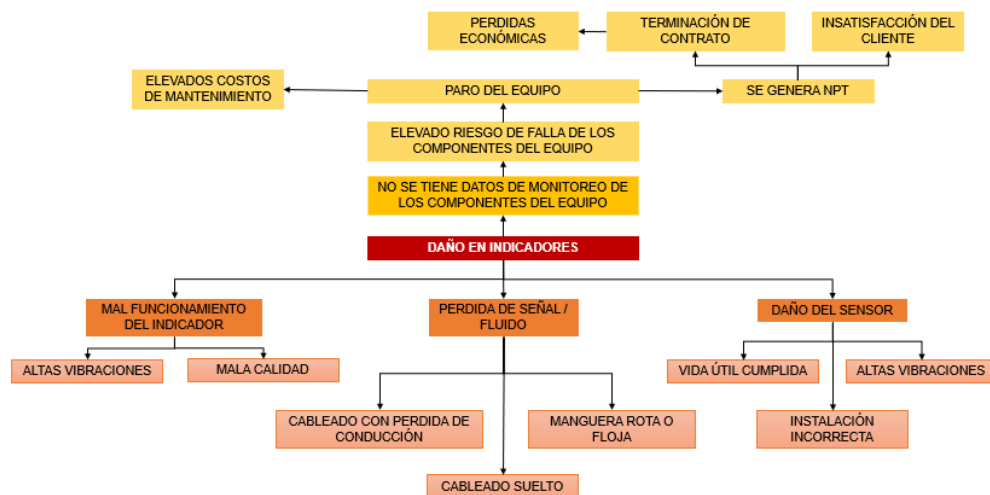 PERDIDAS
ECONÓMICAS
TERMINACIÓN DE
CONTRATO
INSATISFACCIÓN DEL
CLIENTE
ELEVADOS COSTOS
DE MANTENIMIENTO
PARO DEL EQUIPO
SE GENERA NPT
ELEVADO RIESGO DE FALLA DE LOS
COMPONENTES DEL EQUIPO
NO SE TIENE DATOS DE MONITOREO DE
LOS COMPONENTES DEL EQUIPO
DAÑO EN INDICADORES
MAL FUNCIONAMIENTO
DEL INDICADOR
PERDIDA DE SEÑAL /
FLUIDO
DAÑO DEL SENSOR
ALTAS VIBRACIONES
MALA CALIDAD
VIDA ÚTIL CUMPLIDA
ALTAS VIBRACIONES
CABLEADO CON PERDIDA DE
CONDUCCIÓN
MANGUERA ROTA O
FLOJA
INSTALACIÓN
INCORRECTA
CABLEADO SUELTO